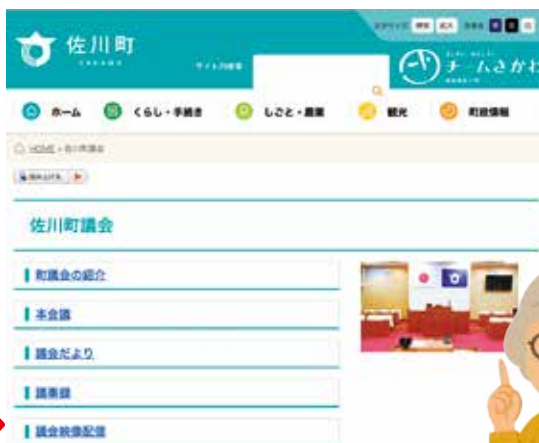 佐川町
チームさかわ
ホーム
くらし・手続き
しごと・農業
観光
町政情報
HOME
佐川町議会
町議会の紹介
本会議
議会だより
議事録
議会映像配信